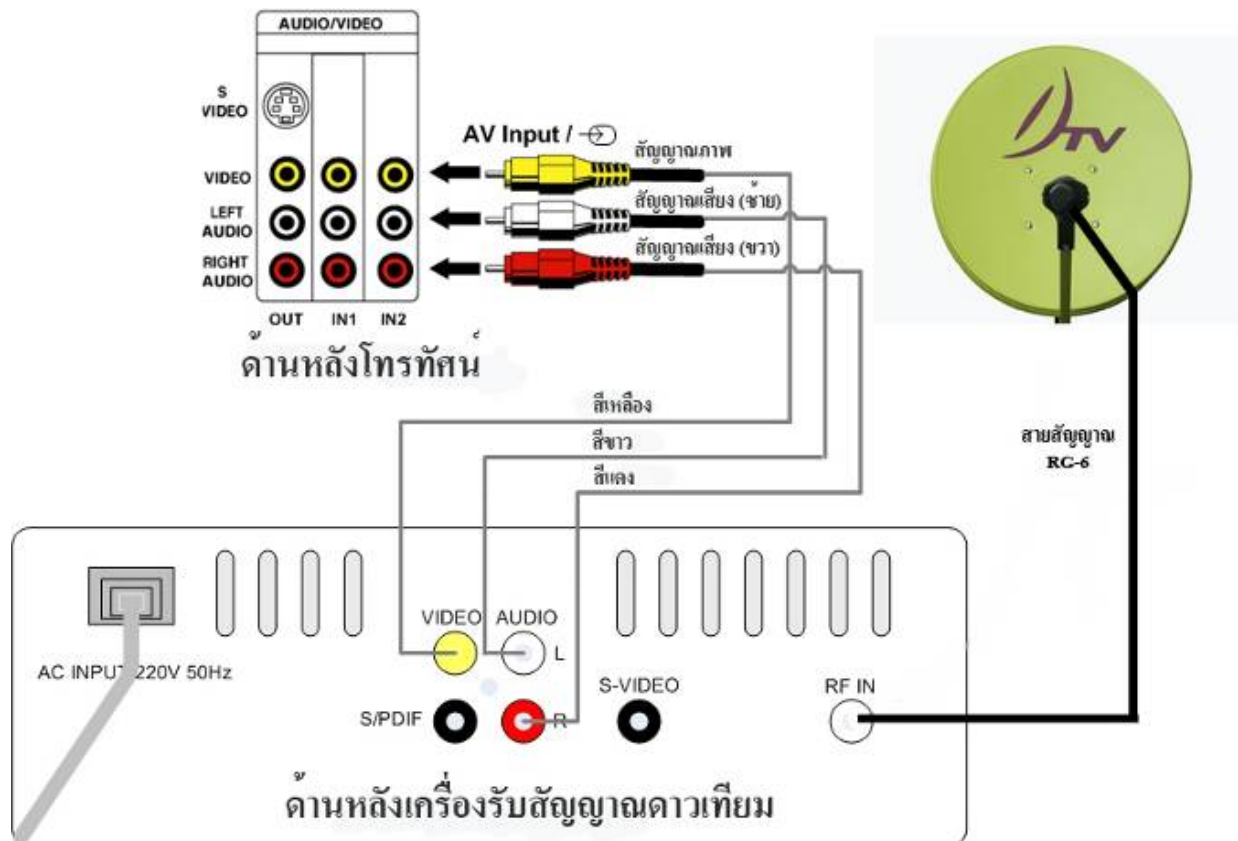 AUDIO/VIDEO
S
VIDEO
VIDEO
LEFT
AUDIO
RIGHT
AUDIO
OUT IN1 IN2
ด้านหลังโทรทัศน์
AV Input /
สัญญาณภาพ
สัญญาณเสียง (ซ้าย)
สัญญาณเสียง (ขวา)
DTV
สีเหลือง
สีขาว
สีแดง
สายสัญญาณ
RG-6
AC INPUT 220V 50Hz
VIDEO AUDIO
L
S/PDIF
R
S-VIDEO
RF IN
ด้านหลังเครื่องรับสัญญาณดาวเทียม